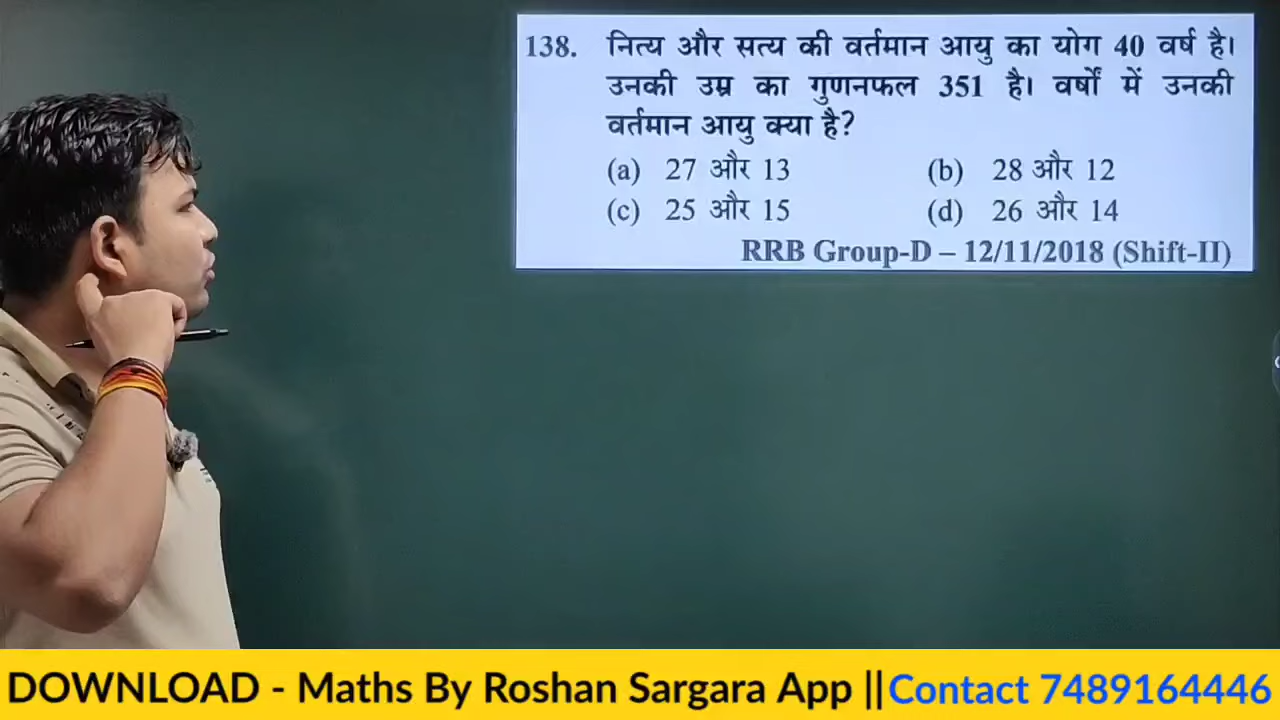 138. नित्य और सत्य की वर्तमान आयु का योग 40 वर्ष है।
उनकी उम्र का गुणनफल 351 है। वर्षों में उनकी
वर्तमान आयु क्या है?
(a) 27 और 13 (b) 28 और 12
(c) 25 और 15 (d) 26 और 14
RRB Group-D – 12/11/2018 (Shift-II)
DOWNLOAD - Maths By Roshan Sargara App || Contact 7489164446